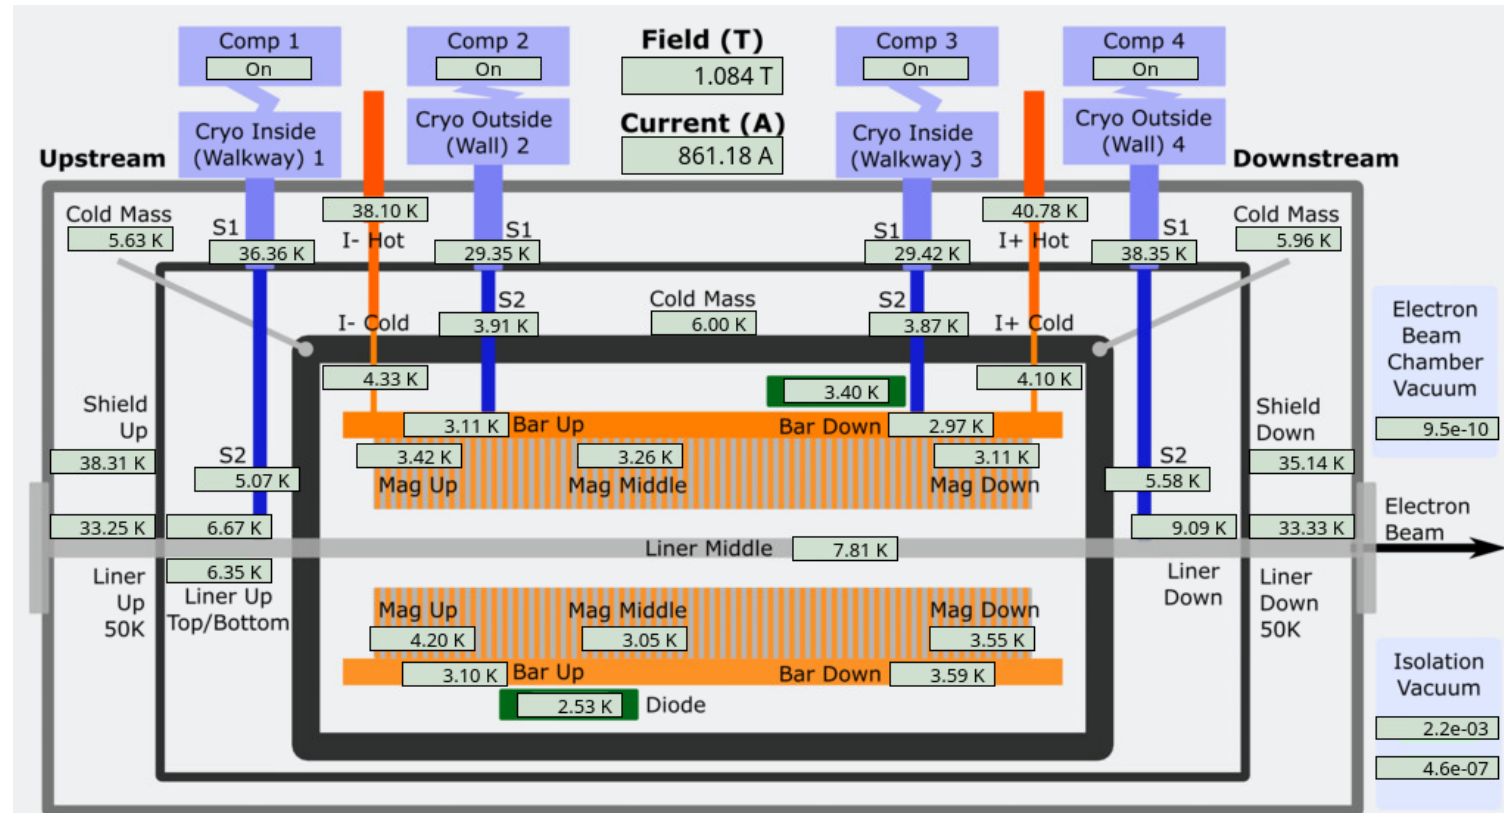 Comp 1
On
Comp 2
On
Field (T)
1.084 T
Comp 3
On
Comp 4
On
Cryo Inside
(Walkway) 1
Cryo Outside
(Wall) 2
Current (A)
861.18 A
Cryo Inside
(Walkway) 3
Cryo Outside
(Wall) 4
Upstream
Downstream
Cold Mass
5.63 K
S1
36.36 K
38.10 K
I- Hot
S1
29.35 K
S1
29.42 K
40.78 K
I+ Hot
S1
38.35 K
Cold Mass
5.96 K
I- Cold
4.33 K
S2
3.91 K
Cold Mass
6.00 K
S2
3.87 K
I+ Cold
4.10 K
Electron
Beam
Chamber
Vacuum
9.5e-10
3.40 K
3.11 K Bar Up
Bar Down 2.97 K
3.42 K
Mag Up
3.26 K
Mag Middle
3.11 K
Mag Down
Shield
Up
38.31 K
S2
5.07 K
S2
5.58 K
Shield
Down
35.14 K
33.25 K
6.67 K
9.09 K
33.33 K
Electron
Beam
Liner Middle 7.81 K
6.35 K
Liner
Up
50K
Liner Up
Top/Bottom
Liner
Down
Liner
Down
50K
Mag Up
4.20 K
Mag Middle
3.05 K
Mag Down
3.55 K
3.10 K Bar Up
Bar Down 3.59 K
2.53 K Diode
Isolation
Vacuum
2.2e-03
4.6e-07